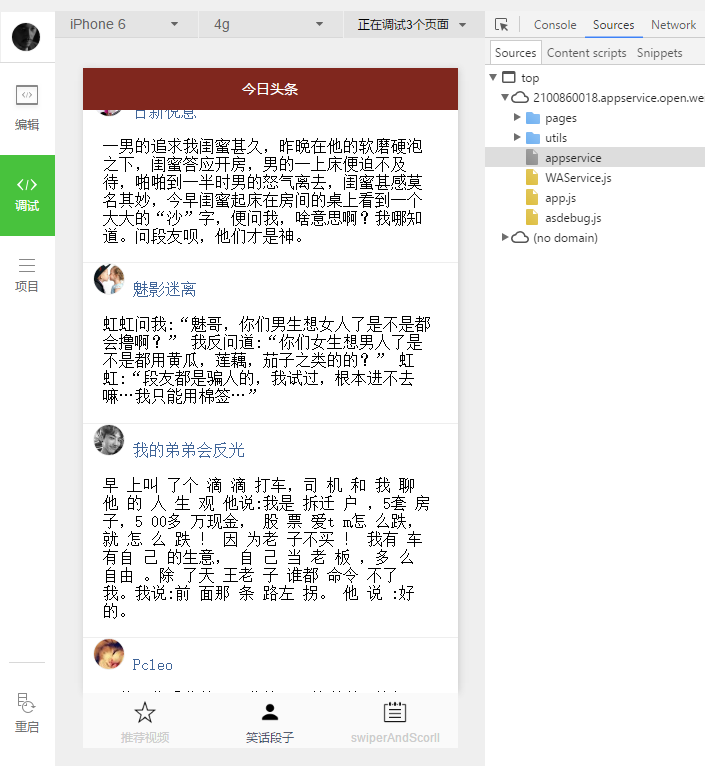 iPhone 6 4g 正在调试3个页面
Console Sources Network
Sources Content scripts Snippets
编辑
调试
项目
重启
今日头条
一男的追求我闺蜜甚久，昨晚在他的软磨硬泡
之下，闺蜜答应开房，男的一上床便迫不及
待，啪啪到一半时男的怒气离去，闺蜜甚感莫
名其妙，今早闺蜜起床在房间的桌上看到一个
大大的“沙”字，便问我，啥意思啊？我哪知
道。问段友呗，他们才是神。
魅影迷离
虹虹问我:“魅哥，你们男生想女人了是不是都
会撸啊？” 我反问道:“你们女生想男人了是
不是都用黄瓜，莲藕，茄子之类的的？” 虹
虹:“段友都是骗人的，我试过，根本进不去
嘛…我只能用棉签…”
我的弟弟会反光
早 上叫 了个 滴 滴 打车，司 机 和 我 聊
他 的 人 生 观 他说:我是 拆迁 户 ，5套 房
子，5 00多 万现金， 股 票 爱t m怎 么跌，
就 怎 么 跌 ！ 因 为老 子不买 ！ 我有 车
有自 己 的生意， 自 己 当 老 板 ，多 么
自由 。除 了天 王老 子 谁都 命令 不了
我。我说:前 面那 条 路左 拐。 他 说 :好
的。
Pcleo
推荐视频 笑话段子 swiperAndScorll
top
2100860018.appservice.open.we
pages
utils
appservice
WAService.js
app.js
asdebug.js
(no domain)